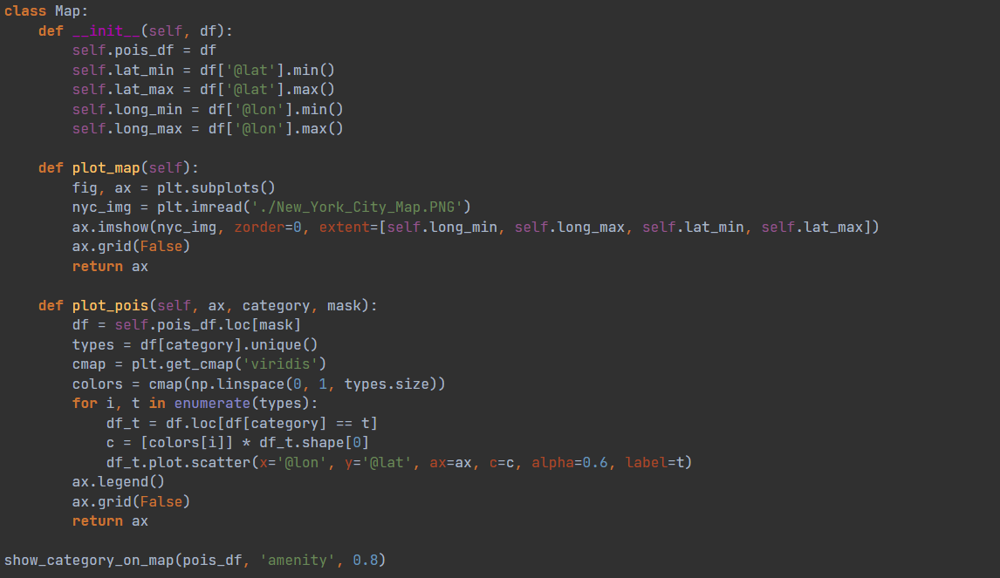 class Map:
    def __init__(self, df):
        self.pois_df = df
        self.lat_min = df['@lat'].min()
        self.lat_max = df['@lat'].max()
        self.long_min = df['@lon'].min()
        self.long_max = df['@lon'].max()

    def plot_map(self):
        fig, ax = plt.subplots()
        nyc_img = plt.imread('./New_York_City_Map.PNG')
        ax.imshow(nyc_img, zorder=0, extent=[self.long_min, self.long_max, self.lat_min, self.lat_max])
        ax.grid(False)
        return ax

    def plot_pois(self, ax, category, mask):
        df = self.pois_df.loc[mask]
        types = df[category].unique()
        cmap = plt.get_cmap('viridis')
        colors = cmap(np.linspace(0, 1, types.size))
        for i, t in enumerate(types):
            df_t = df.loc[df[category] == t]
            c = [colors[i]] * df_t.shape[0]
            df_t.plot.scatter(x='@lon', y='@lat', ax=ax, c=c, alpha=0.6, label=t)
        ax.legend()
        ax.grid(False)
        return ax

show_category_on_map(pois_df, 'amenity', 0.8)